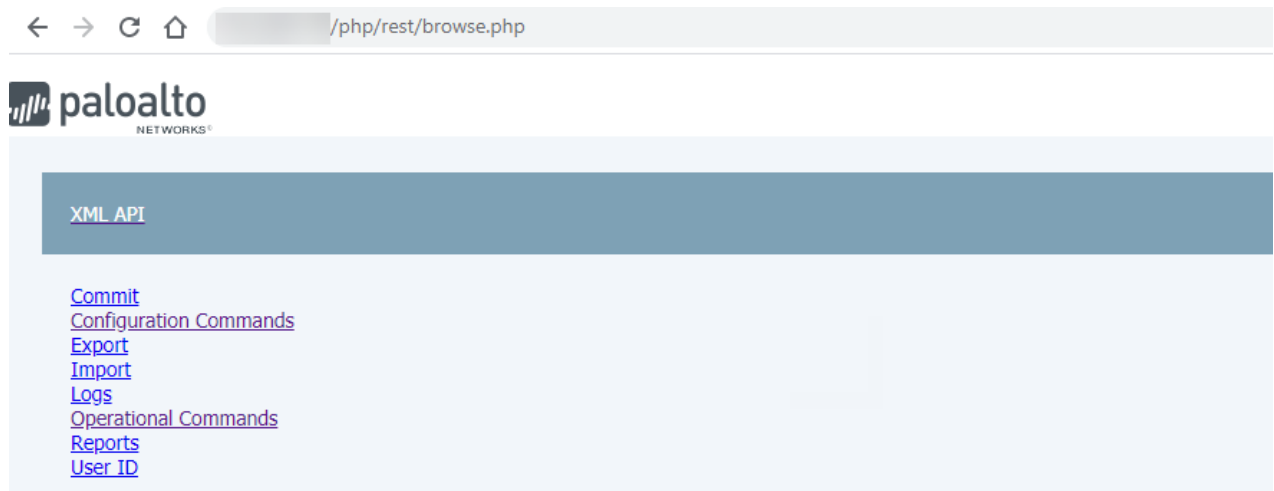 /php/rest/browse.php
paloalto
NETWORKS®
XML API
Commit
Configuration Commands
Export
Import
Logs
Operational Commands
Reports
User ID